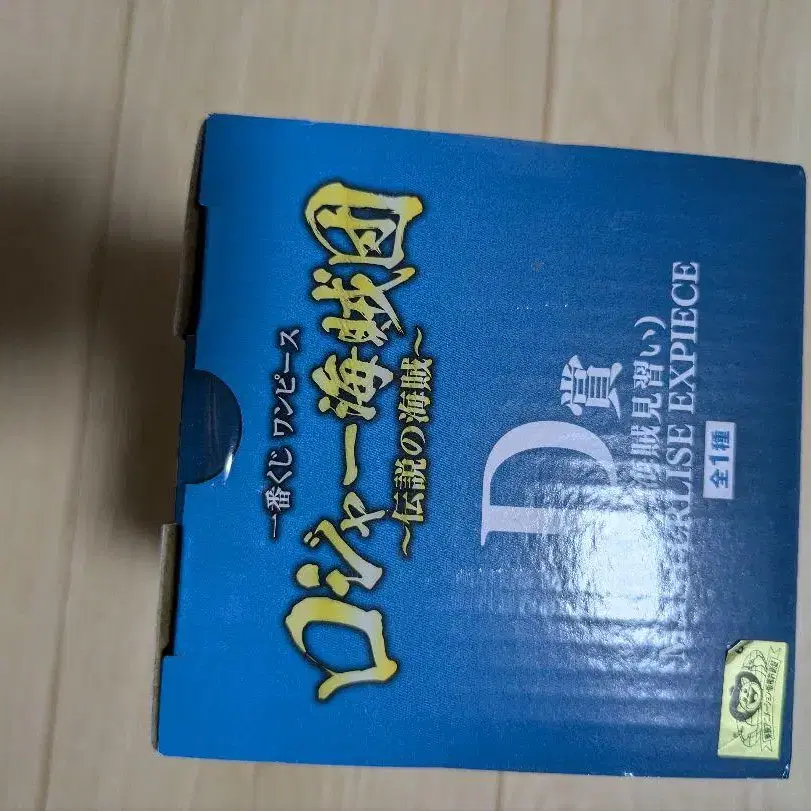 一番くじ ワンピース
ロジャー海賊団
~伝説の海賊~
D賞
海賊見習い)
MASTERLISE EXPIECE
全1種